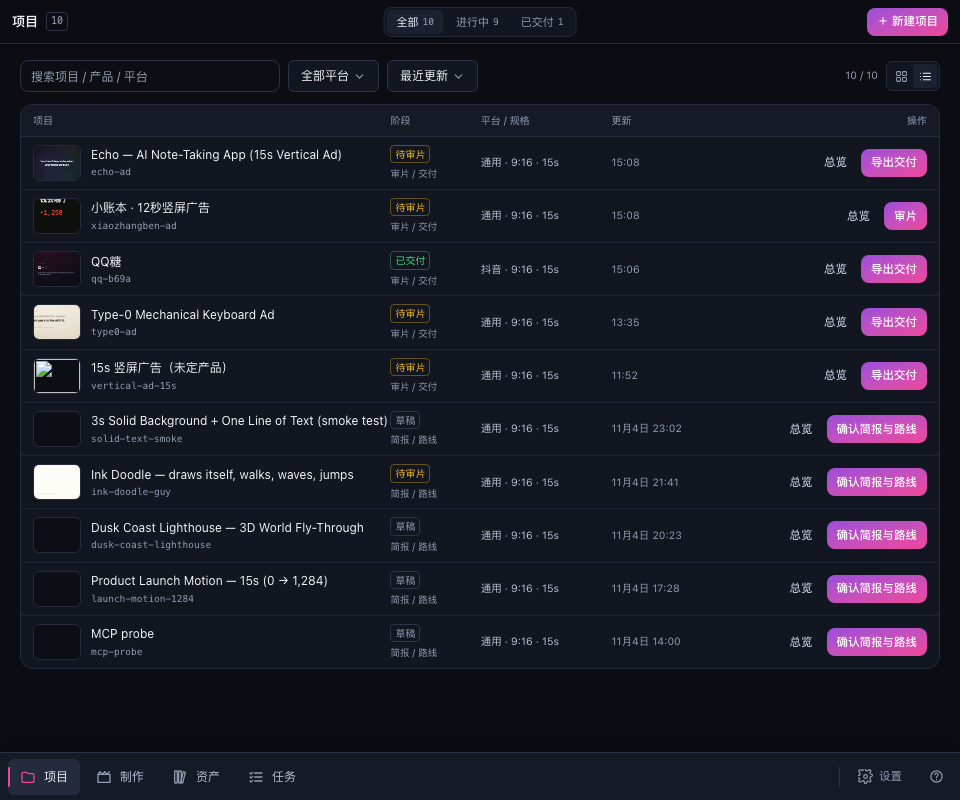 项目 10
全部 10 进行中 9 已交付 1
+ 新建项目
搜索项目 / 产品 / 平台
全部平台
最近更新
10 / 10
项目 阶段 平台 / 规格 更新 操作
Echo — AI Note-Taking App (15s Vertical Ad)
echo-ad
待审片
审片 / 交付
通用 · 9:16 · 15s
15:08
总览 导出交付
-1,258
小账本 · 12秒竖屏广告
xiaozhangben-ad
待审片
审片 / 交付
通用 · 9:16 · 15s
15:08
总览 审片
QQ糖
qq-b69a
已交付
审片 / 交付
抖音 · 9:16 · 15s
15:06
总览 导出交付
Type-0 Mechanical Keyboard Ad
type0-ad
待审片
审片 / 交付
通用 · 9:16 · 15s
13:35
总览 导出交付
15s 竖屏广告（未定产品）
vertical-ad-15s
待审片
审片 / 交付
通用 · 9:16 · 15s
11:52
总览 导出交付
3s Solid Background + One Line of Text (smoke test)
solid-text-smoke
草稿
简报 / 路线
通用 · 9:16 · 15s
11月4日 23:02
总览 确认简报与路线
Ink Doodle — draws itself, walks, waves, jumps
ink-doodle-guy
待审片
简报 / 路线
通用 · 9:16 · 15s
11月4日 21:41
总览 确认简报与路线
Dusk Coast Lighthouse — 3D World Fly-Through
dusk-coast-lighthouse
草稿
简报 / 路线
通用 · 9:16 · 15s
11月4日 20:23
总览 确认简报与路线
Product Launch Motion — 15s (0 → 1,284)
launch-motion-1284
草稿
简报 / 路线
通用 · 9:16 · 15s
11月4日 17:28
总览 确认简报与路线
MCP probe
mcp-probe
草稿
简报 / 路线
通用 · 9:16 · 15s
11月4日 14:00
总览 确认简报与路线
项目 制作 资产 任务 设置